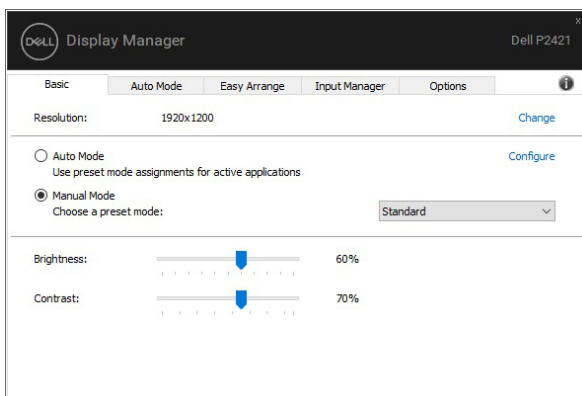 x
DELL Display Manager Dell P2421
Basic Auto Mode Easy Arrange Input Manager Options i
Resolution: 1920x1200 Change
Auto Mode Configure
Use preset mode assignments for active applications
Manual Mode
Choose a preset mode: Standard
Brightness: 60%
Contrast: 70%